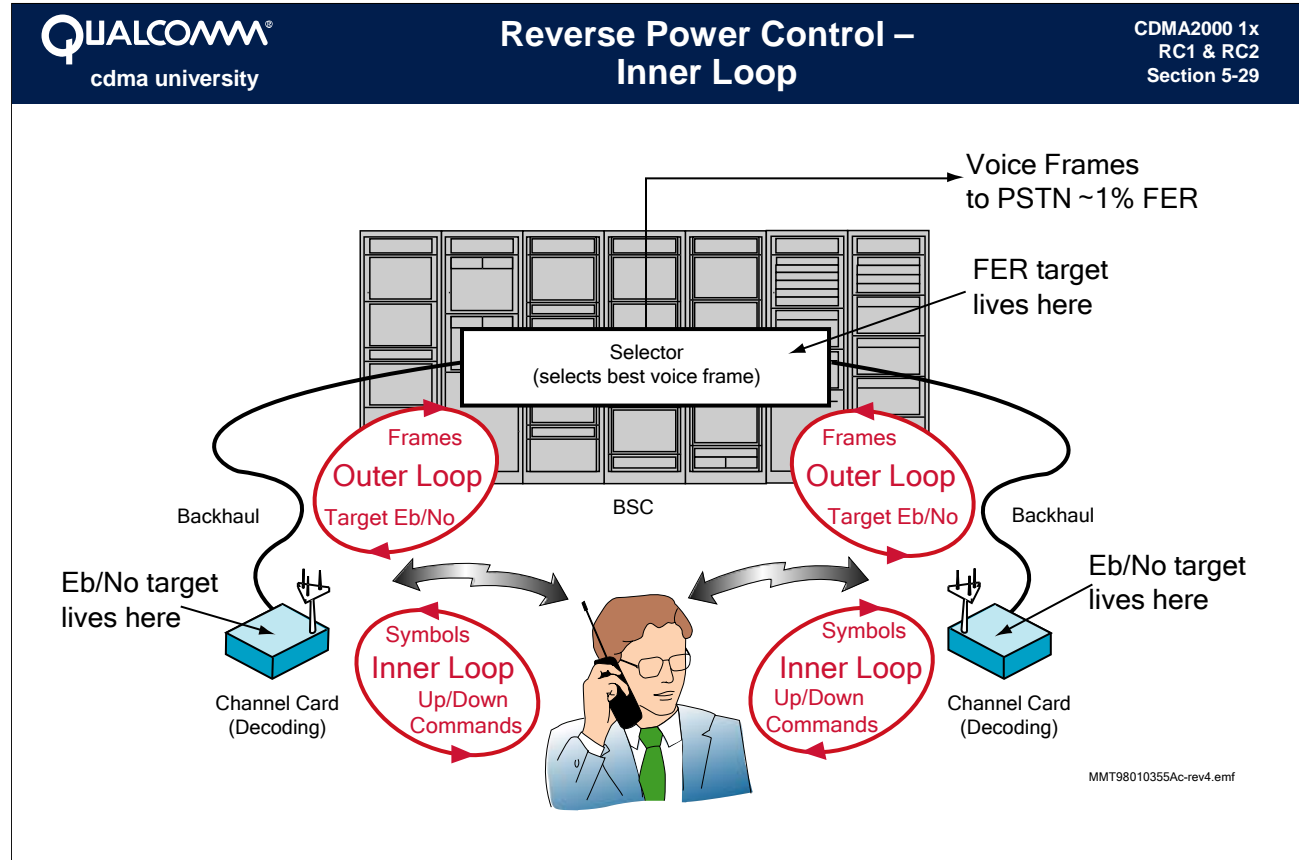 QUALCOMM®
cdma university
Reverse Power Control –
Inner Loop
CDMA2000 1x
RC1 & RC2
Section 5-29
Voice Frames
to PSTN ~1% FER
FER target
lives here
Selector
(selects best voice frame)
Frames
Outer Loop
Target Eb/No
Frames
Outer Loop
Target Eb/No
BSC
Backhaul
Backhaul
Eb/No target
lives here
Eb/No target
lives here
Symbols
Inner Loop
Up/Down
Commands
Symbols
Inner Loop
Up/Down
Commands
Channel Card
(Decoding)
Channel Card
(Decoding)
MMT98010355Ac-rev4.emf